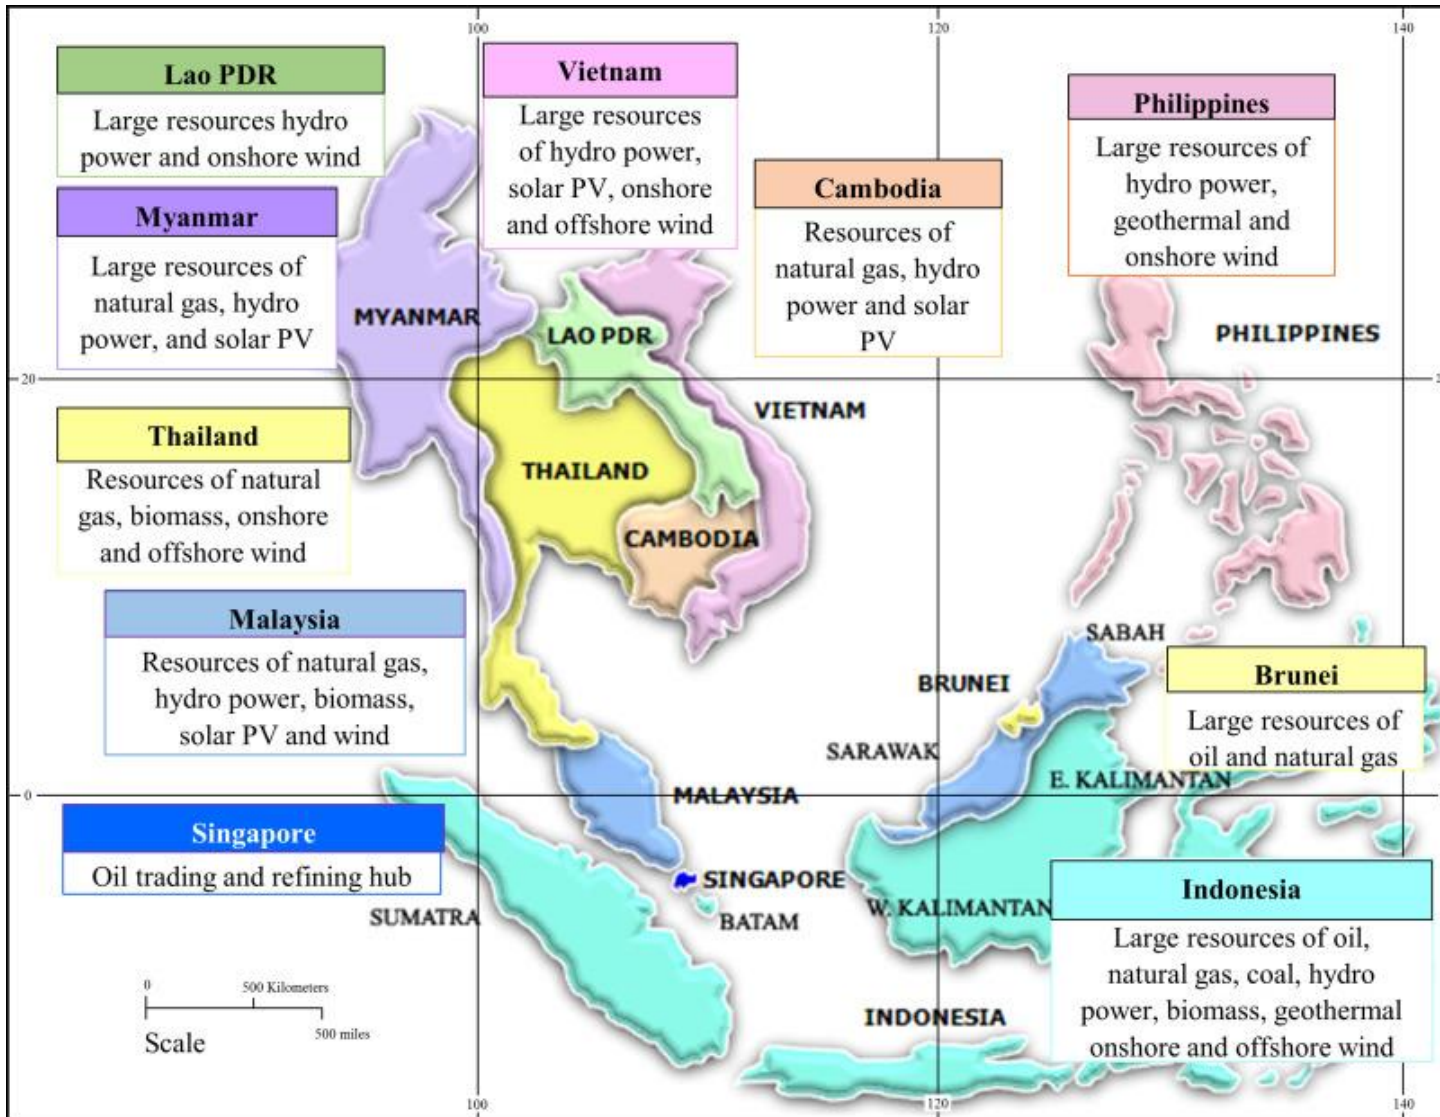 100
120
140
Lao PDR
Large resources hydro
power and onshore wind
Vietnam
Large resources
of hydro power,
solar PV, onshore
and offshore wind
Philippines
Large resources of
hydro power,
geothermal and
onshore wind
Cambodia
Resources of
natural gas, hydro
power and solar
PV
Myanmar
Large resources of
natural gas, hydro
power, and solar PV
MYANMAR
LAO PDR
PHILIPPINES
20
VIETNAM
Thailand
Resources of natural
gas, biomass, onshore
and offshore wind
THAILAND
CAMBODIA
Malaysia
Resources of natural gas,
hydro power, biomass,
solar PV and wind
SABAH
BRUNEI
Brunei
Large resources of
oil and natural gas
SARAWAK
E. KALIMANTAN
0
MALAYSIA
Singapore
Oil trading and refining hub
SINGAPORE
SUMATRA
BATAM
W. KALIMANTAN
Indonesia
Large resources of oil,
natural gas, coal, hydro
power, biomass, geothermal
onshore and offshore wind
INDONESIA
0
500 Kilometers
500 miles
Scale
100
120
140